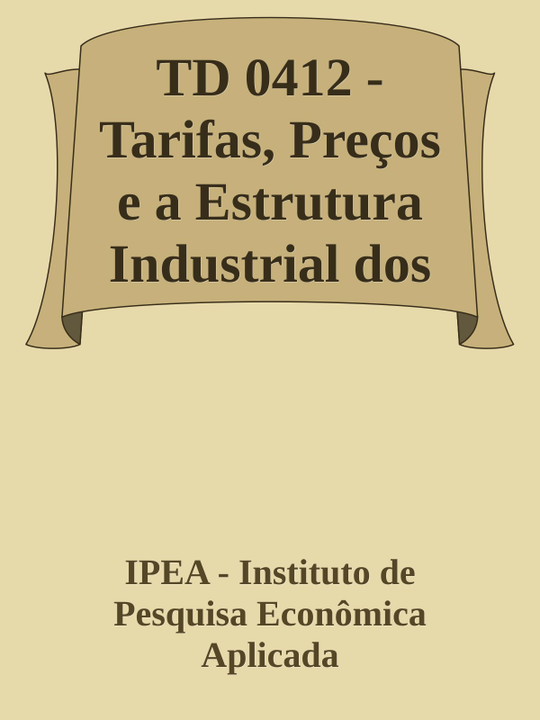 TD 0412 -
Tarifas, Preços
e a Estrutura
Industrial dos
IPEA - Instituto de
Pesquisa Econômica
Aplicada